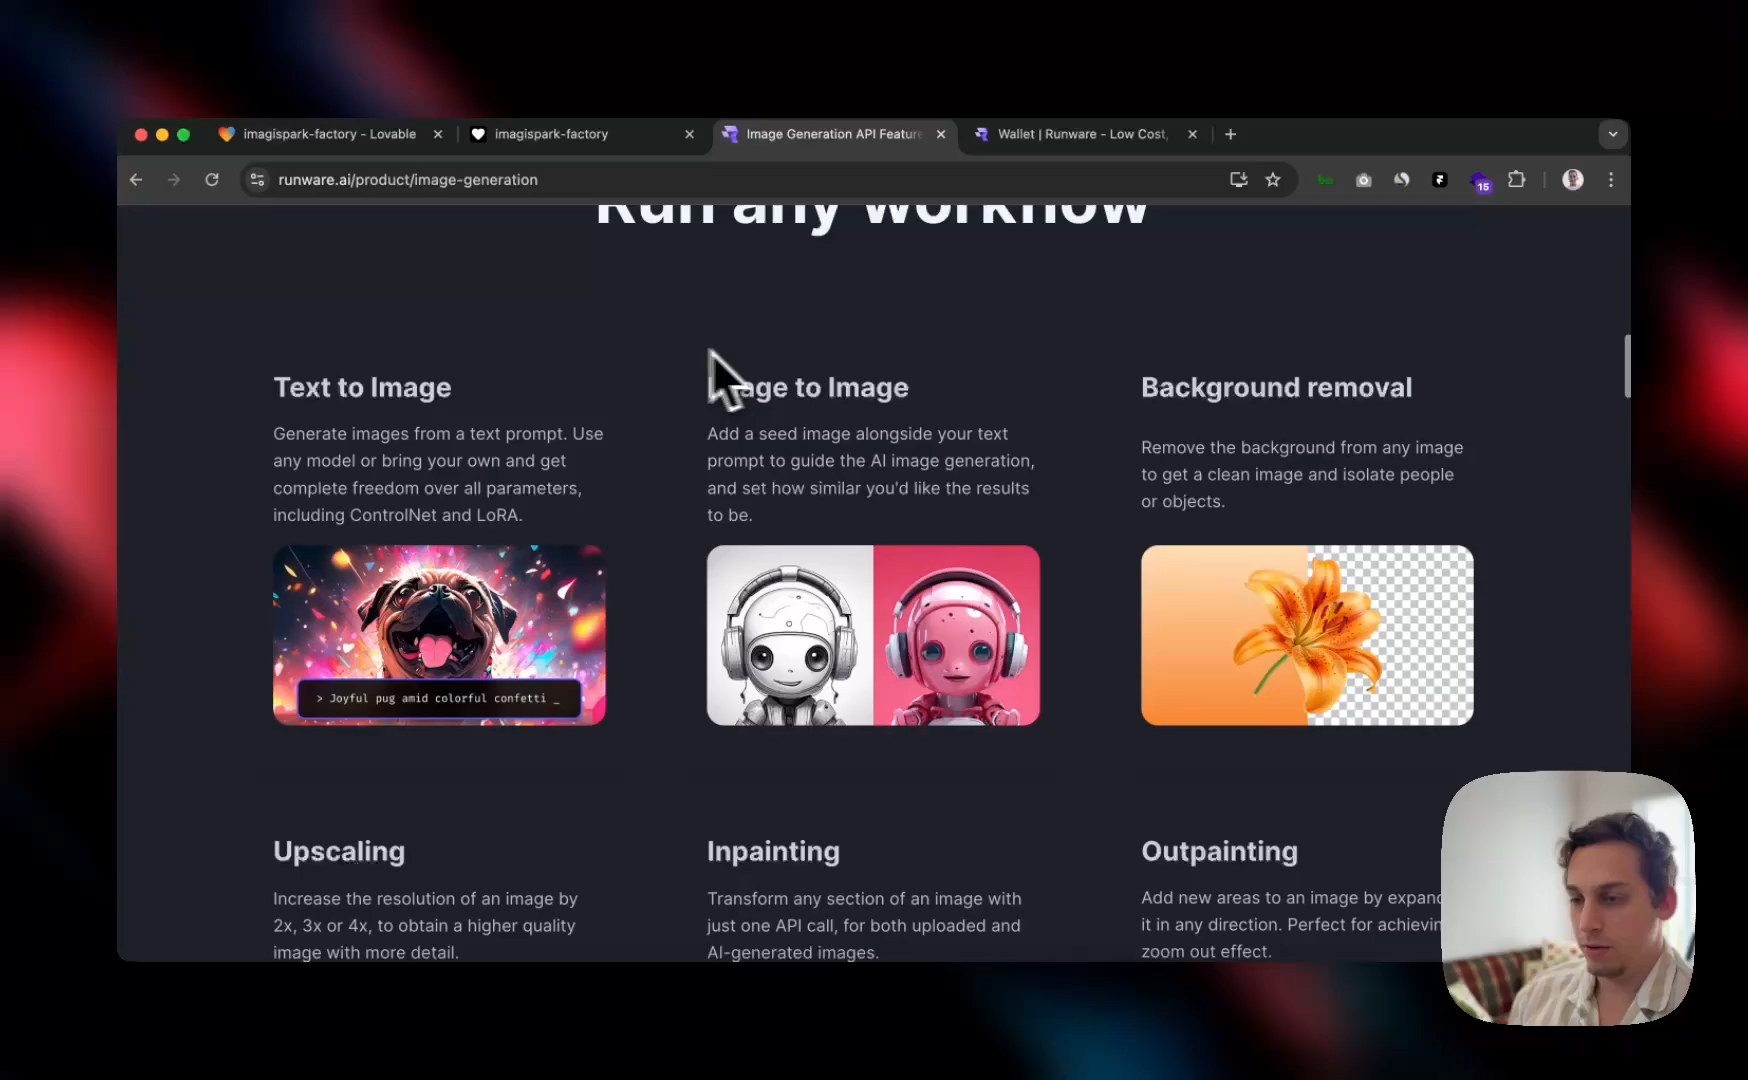 imagispark-factory - Lovable
imagispark-factory
Image Generation API Featur
Wallet | Runware - Low Cost,
runware.ai/product/image-generation
15
Run any workflow
Text to Image
Generate images from a text prompt. Use
any model or bring your own and get
complete freedom over all parameters,
including ControlNet and LoRA.
> Joyful pug amid colorful confetti _
age to Image
Add a seed image alongside your text
prompt to guide the AI image generation,
and set how similar you'd like the results
to be.
Background removal
Remove the background from any image
to get a clean image and isolate people
or objects.
Upscaling
Increase the resolution of an image by
2x, 3x or 4x, to obtain a higher quality
image with more detail.
Inpainting
Transform any section of an image with
just one API call, for both uploaded and
AI-generated images.
Outpainting
Add new areas to an image by expand
it in any direction. Perfect for achievin
zoom out effect.